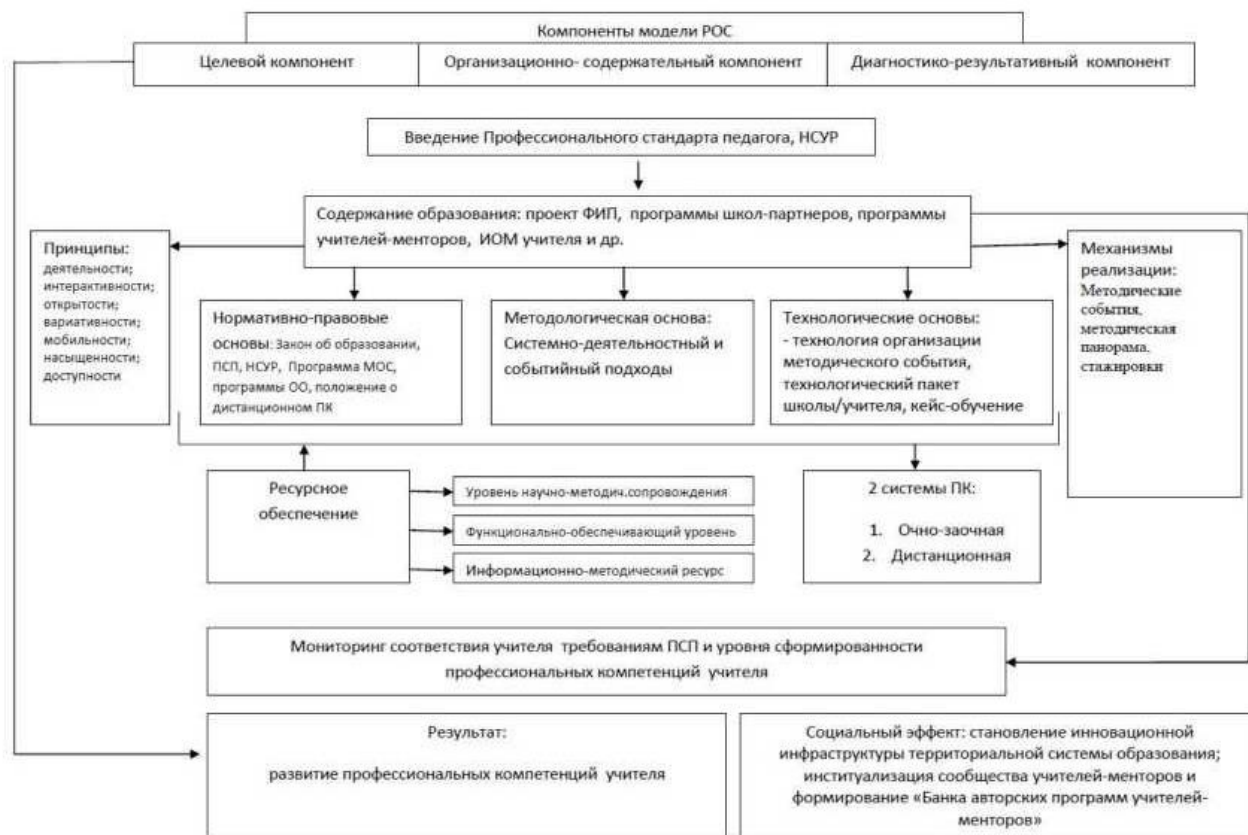 Компоненты модели РОС
Целевой компонент
Организационно- содержательный компонент
Диагностико-результативный компонент
Введение Профессионального стандарта педагога, НСУР
Содержание образования: проект ФИП, программы школ-партнеров, программы
учителей-менторов, ИОМ учителя и др.
Принципы:
деятельности;
интерактивности;
открытости;
вариативности;
мобильности;
насыщенности;
доступности
Механизмы
реализации:
Методические
события,
методическая
панорама,
стажировки
Нормативно-правовые
основы: Закон об образовании,
ПСП, НСУР, Программа МОС,
программы ОО, положение о
дистанционном ПК
Методологическая основа:
Системно-деятельностный и
событийный подходы
Технологические основы:
- технология организации
методического события,
технологический пакет
школы/учителя, кейс-обучение
Ресурсное
обеспечение
Уровень научно-методич.сопровождения
Функционально-обеспечивающий уровень
Информационно-методический ресурс
2 системы ПК:
1. Очно-заочная
2. Дистанционная
Мониторинг соответствия учителя требованиям ПСП и уровня сформированности
профессиональных компетенций учителя
Результат:
развитие профессиональных компетенций учителя
Социальный эффект: становление инновационной
инфраструктуры территориальной системы образования;
институализация сообщества учителей-менторов и
формирование «Банка авторских программ учителей-
менторов»